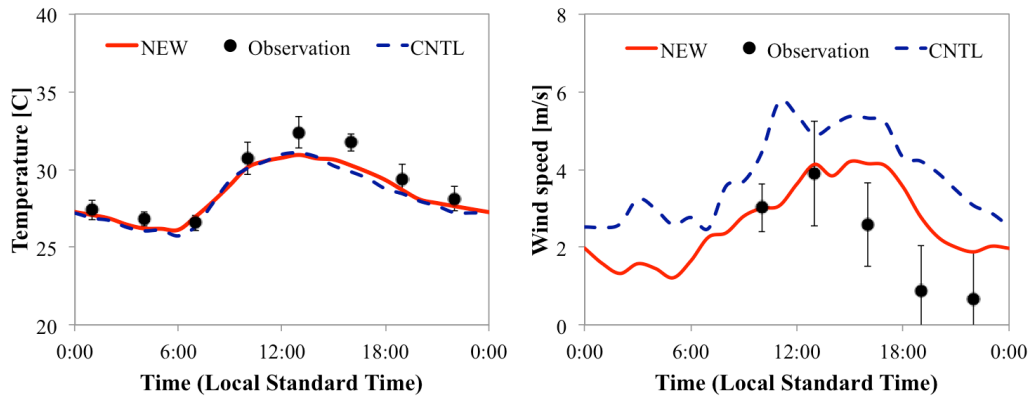 40
NEW
Observation
CNTL
35
30
25
20
Temperature [C]
0:00 6:00 12:00 18:00 0:00
Time (Local Standard Time)
8
NEW
Observation
CNTL
6
4
2
0
Wind speed [m/s]
0:00 6:00 12:00 18:00 0:00
Time (Local Standard Time)